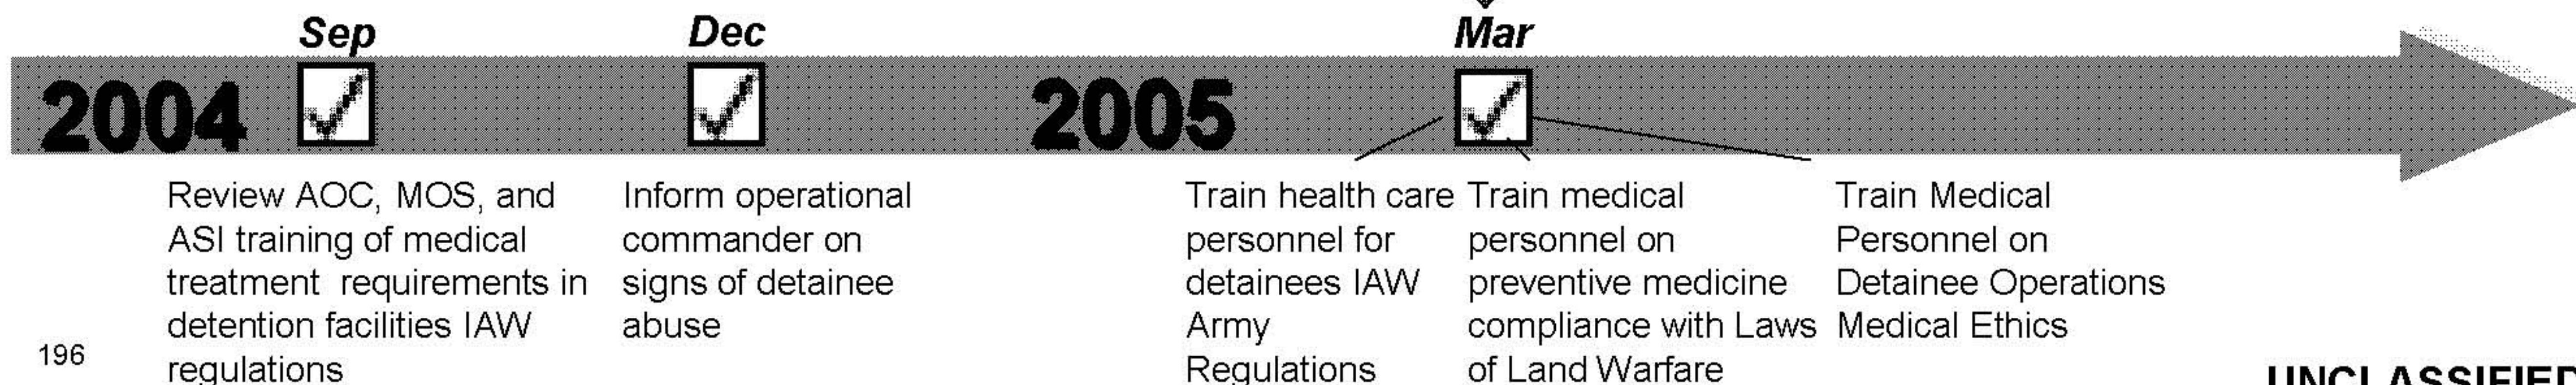 Sep
Dec
Mar
2004
2005
Review AOC, MOS, and
ASI training of medical
treatment requirements in
detention facilities IAW
regulations
Inform operational
commander on
signs of detainee
abuse
Train health care
personnel for
detainees IAW
Army
Regulations
Train medical
personnel on
preventive medicine
compliance with Laws
of Land Warfare
Train Medical
Personnel on
Detainee Operations
Medical Ethics
196
UNCLASSIFIED